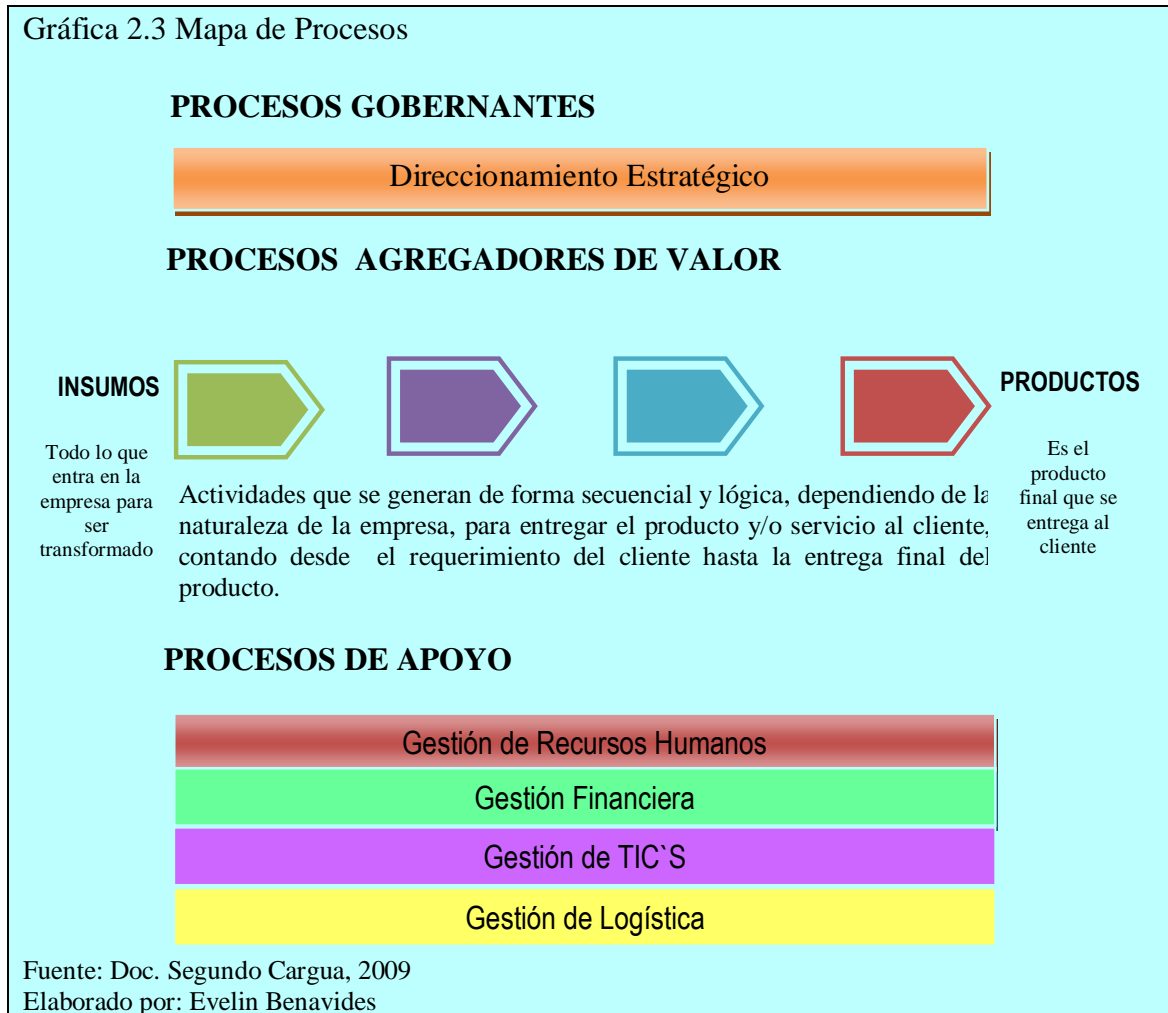 Gráfica 2.3 Mapa de Procesos
PROCESOS GOBERNANTES
Direccionamiento Estratégico
PROCESOS AGREGADORES DE VALOR
INSUMOS
Todo lo que
entra en la
empresa para
ser
transformado
Actividades que se generan de forma secuencial y lógica, dependiendo de la
naturaleza de la empresa, para entregar el producto y/o servicio al cliente,
contando desde el requerimiento del cliente hasta la entrega final del
producto.
PRODUCTOS
Es el
producto
final que se
entrega al
cliente
PROCESOS DE APOYO
Gestión de Recursos Humanos
Gestión Financiera
Gestión de TIC`S
Gestión de Logística
Fuente: Doc. Segundo Cargua, 2009
Elaborado por: Evelin Benavides